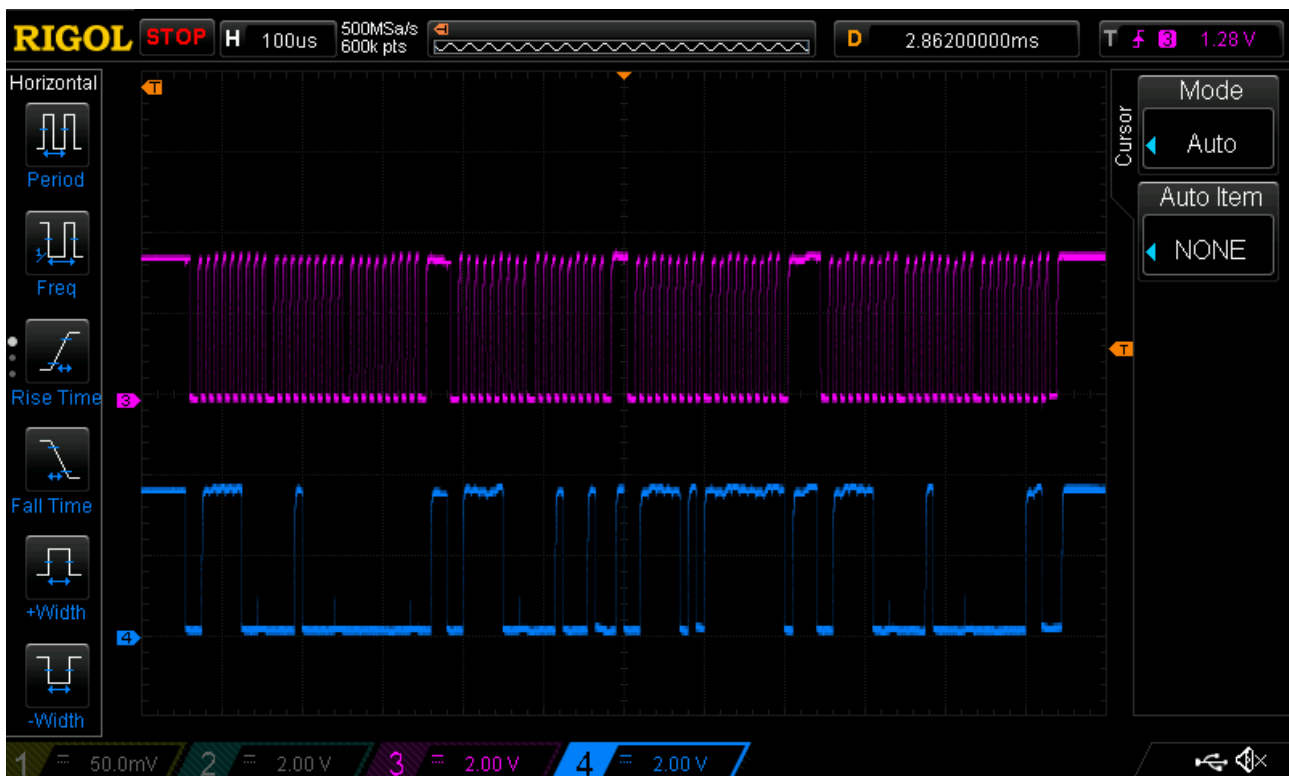 RIGOL STOP H 100us 500MSa/s D 2.86200000ms T 3 1.28 V
600k pts
Horizontal
Period
Freq
Rise Time
Fall Time
+Width
-Width
T
T
3
4
Cursor
Mode
Auto
Auto Item
NONE
1 50.0mV 2 2.00 V 3 2.00 V 4 2.00 V